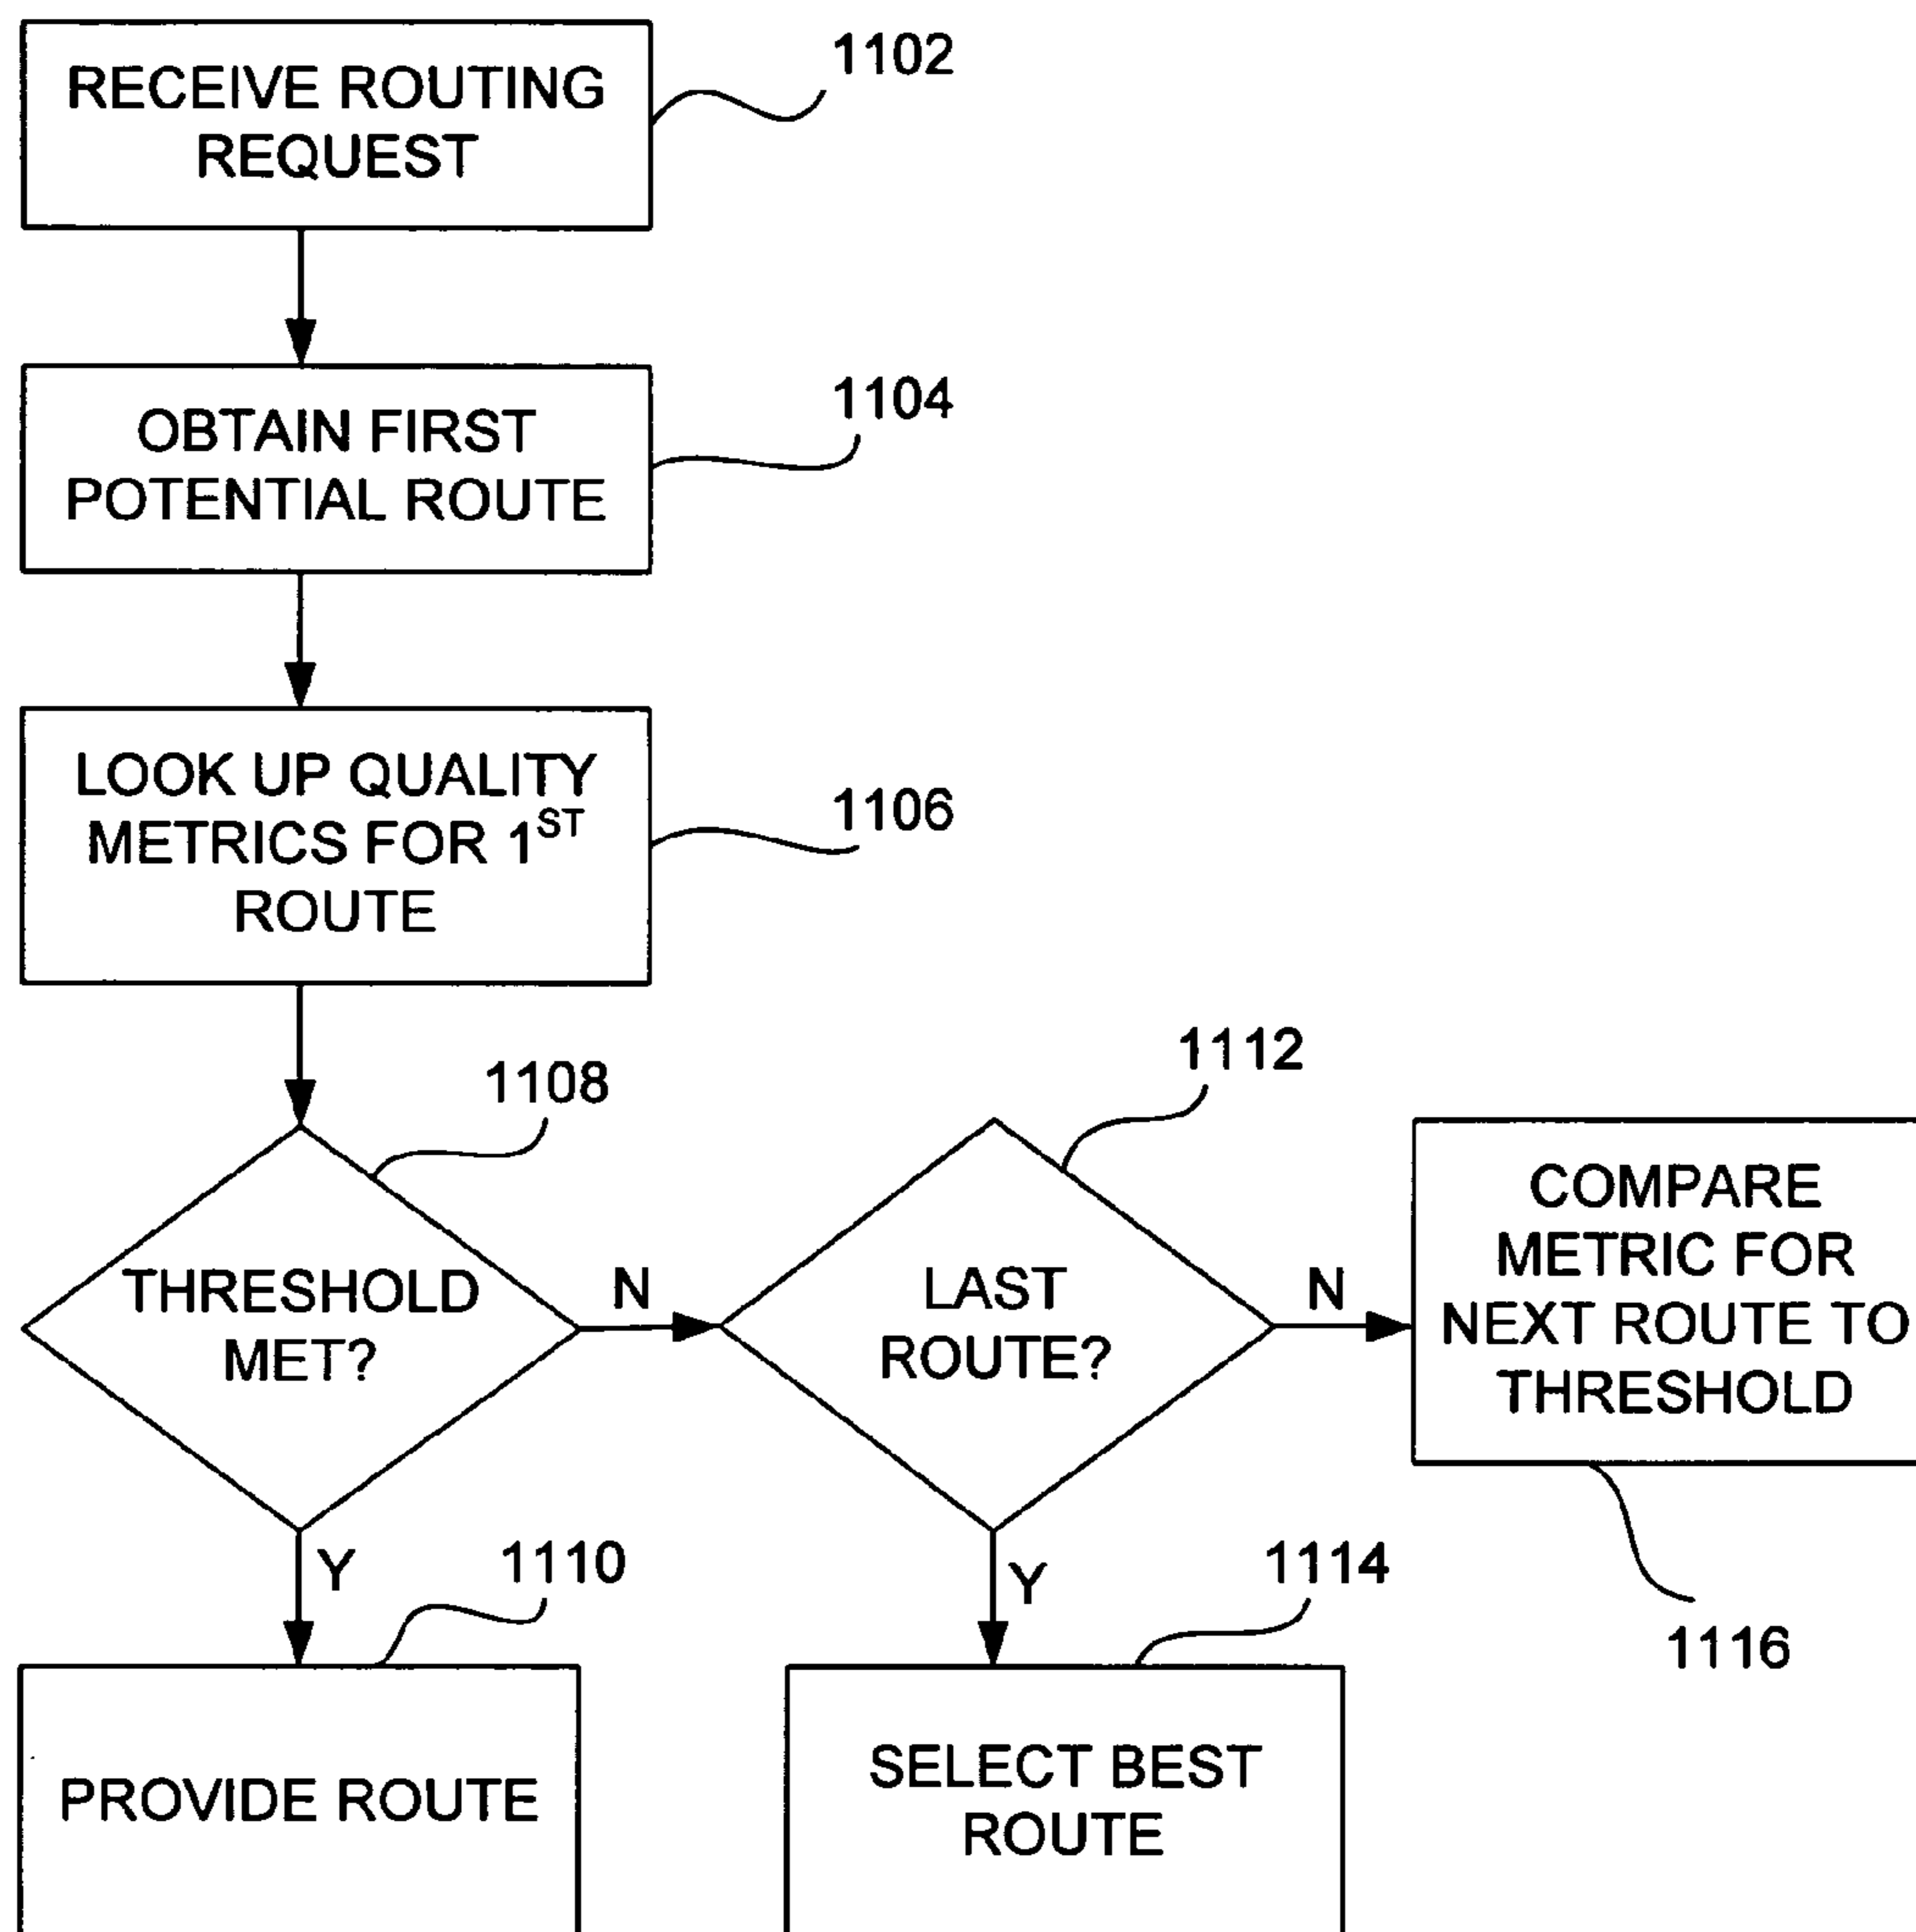 RECEIVE ROUTING
REQUEST
1102
OBTAIN FIRST
POTENTIAL ROUTE
1104
LOOK UP QUALITY
METRICS FOR 1ST
ROUTE
1106
THRESHOLD
MET?
1108
N
LAST
ROUTE?
1112
N
COMPARE
METRIC FOR
NEXT ROUTE TO
THRESHOLD
1116
Y
PROVIDE ROUTE
1110
Y
SELECT BEST
ROUTE
1114